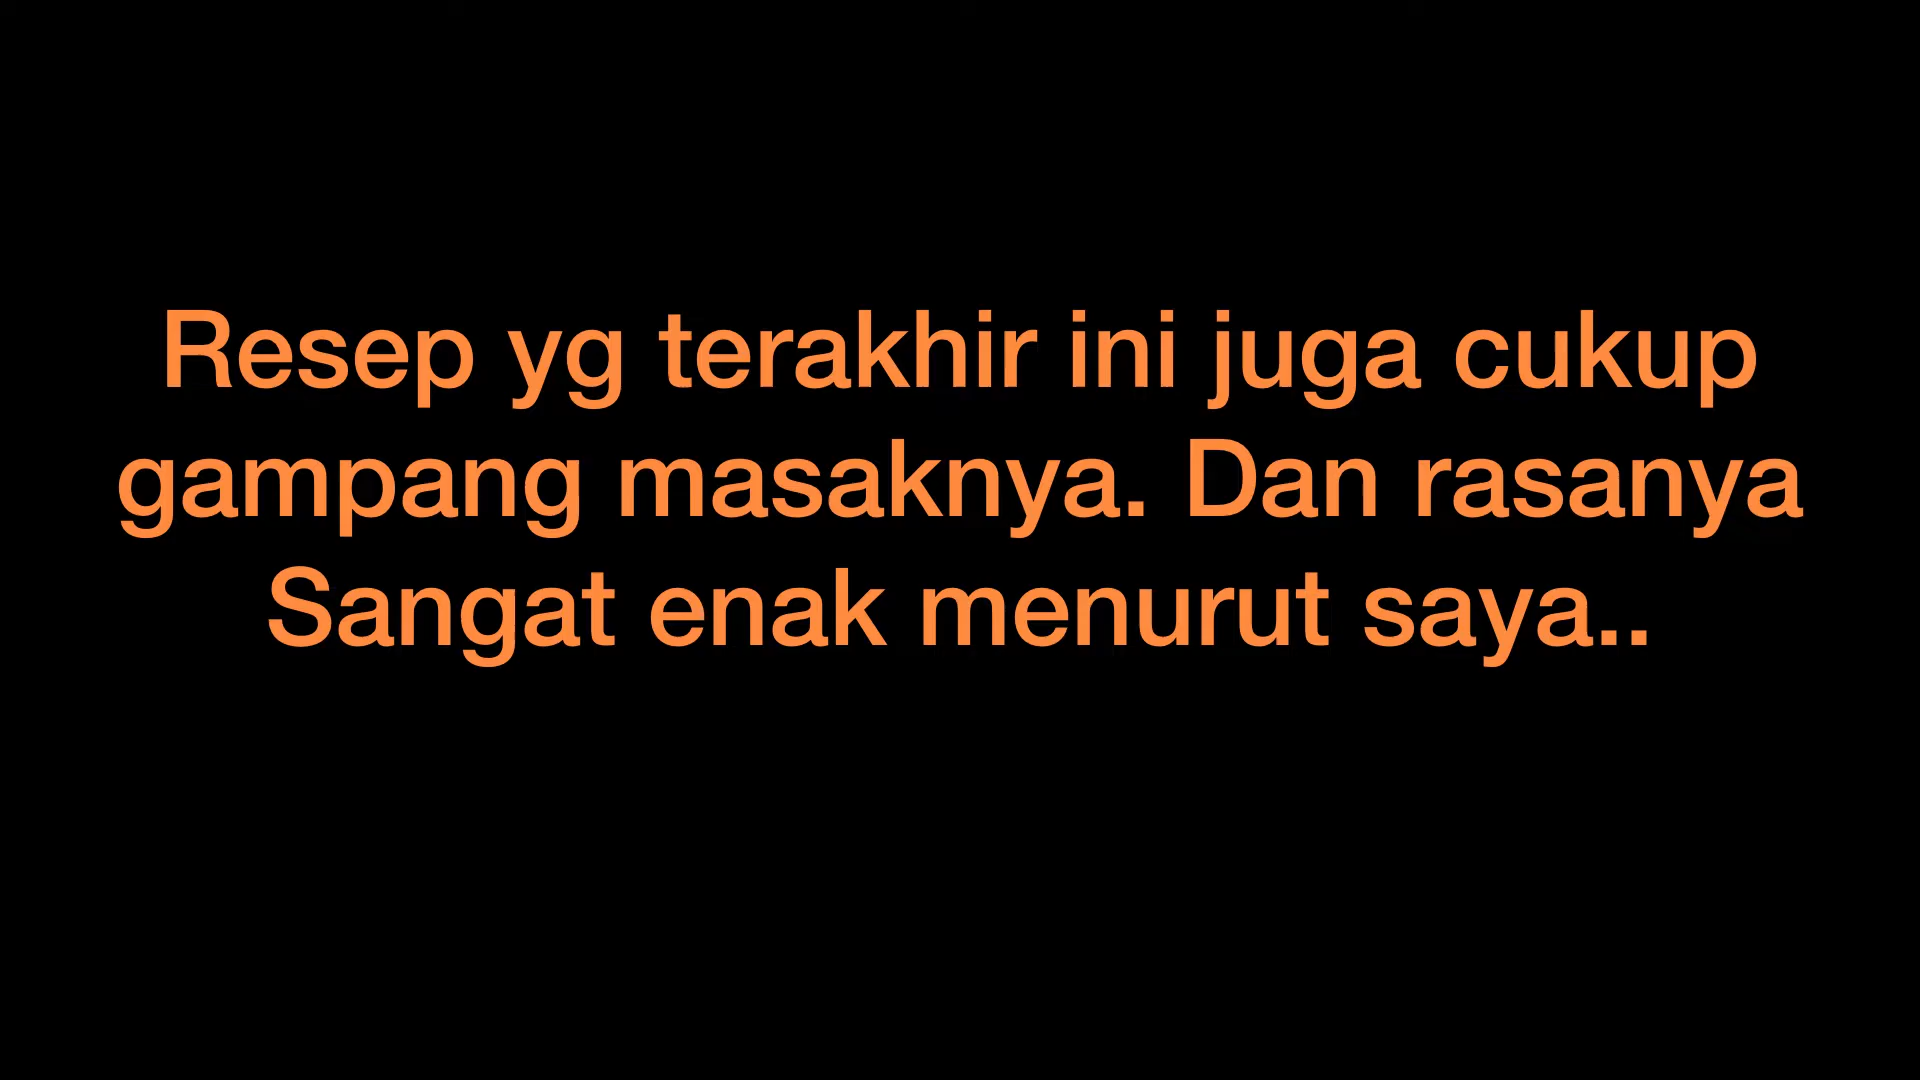 Resep yg terakhir ini juga cukup
gampang masaknya. Dan rasanya
Sangat enak menurut saya..